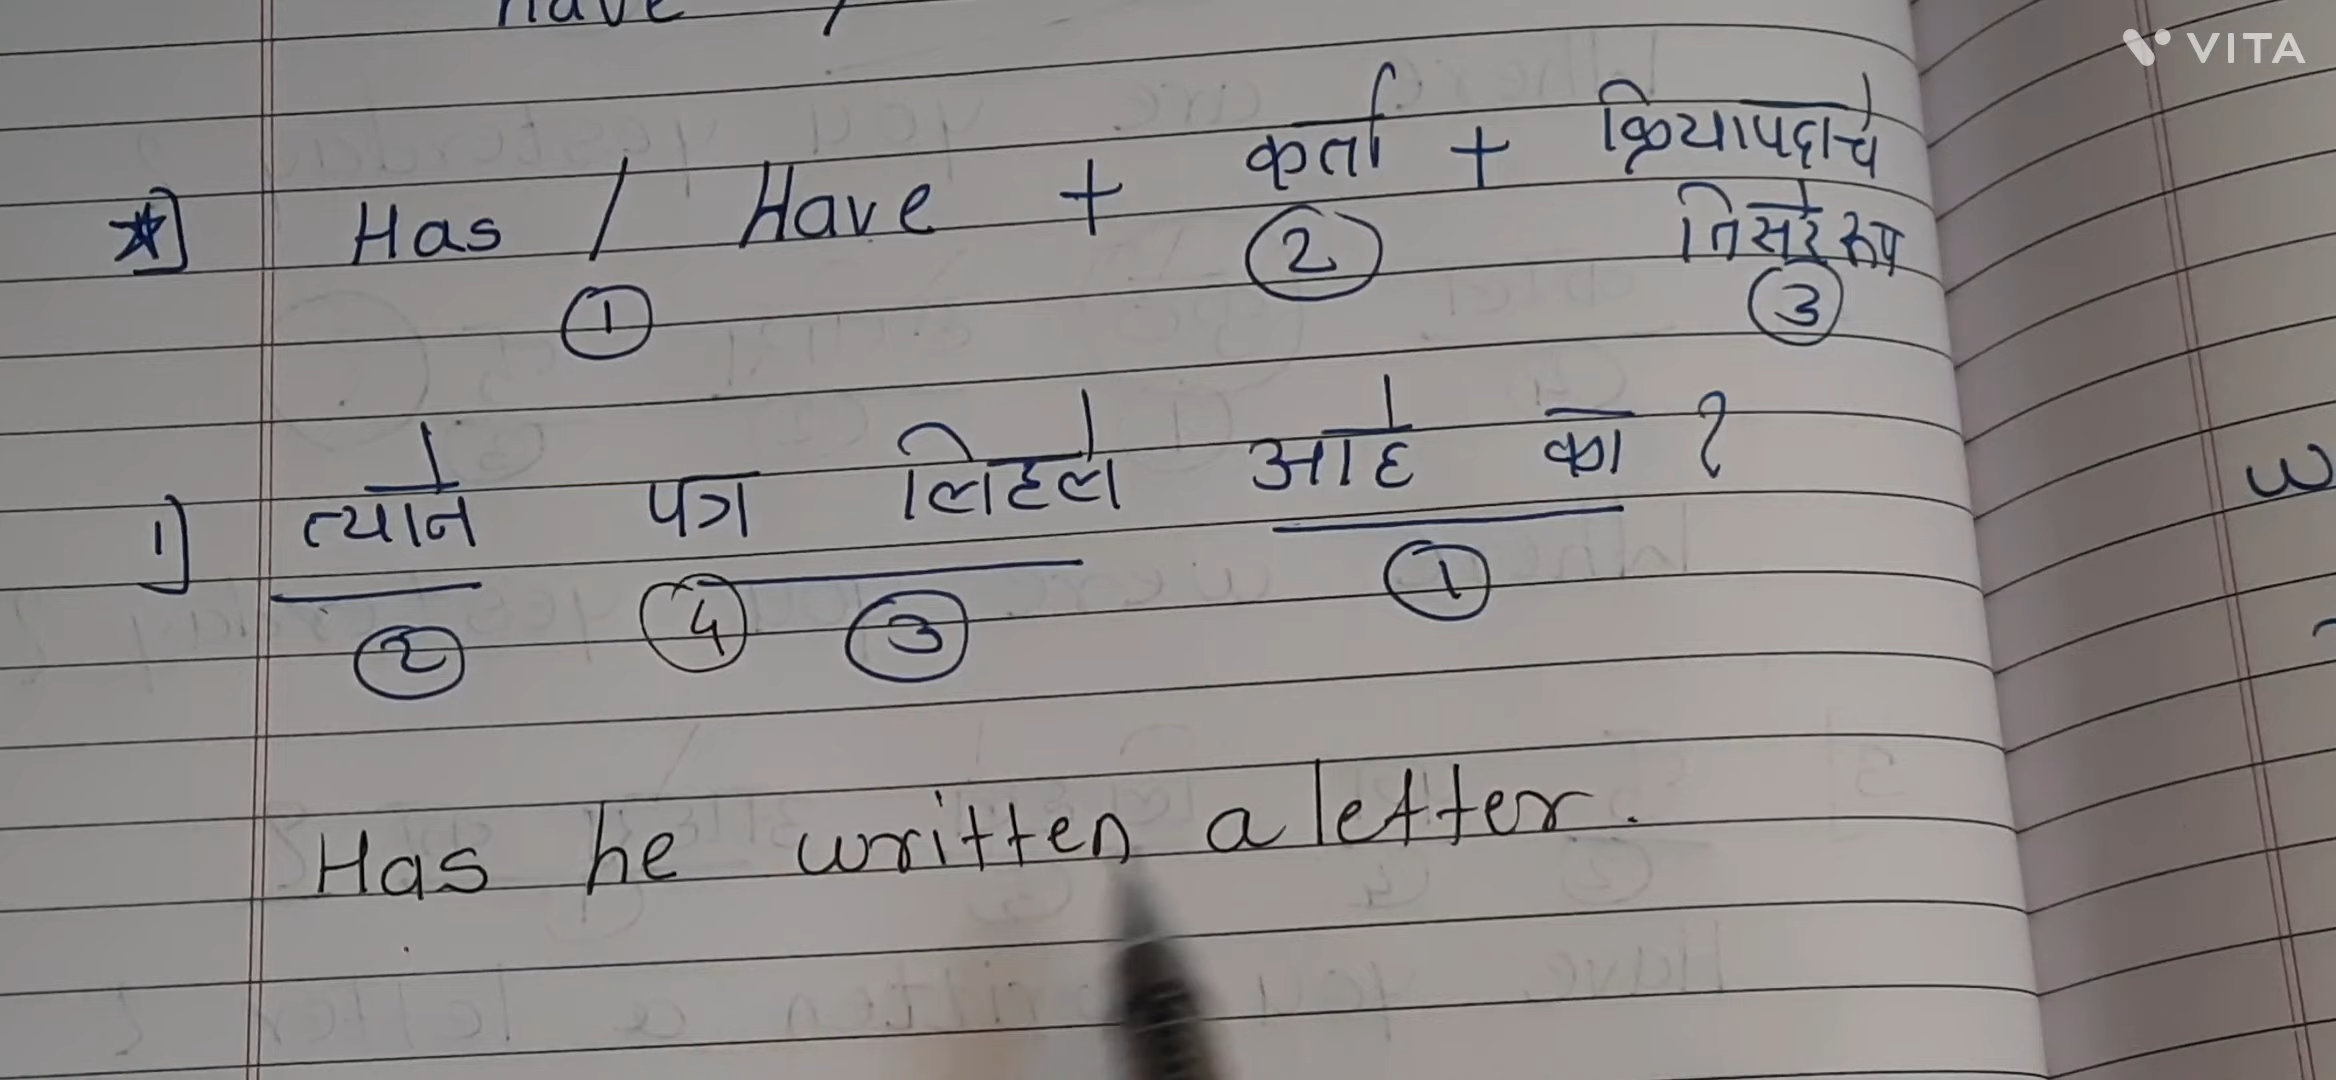 have /
VITA
*] Has / Have + कर्ता + क्रियापदाचे
तिसरे रूप
① ② ③
1] त्याने पत्र लिहिले आहे का ?
② ④ ③ ①
Has he written a letter.
w